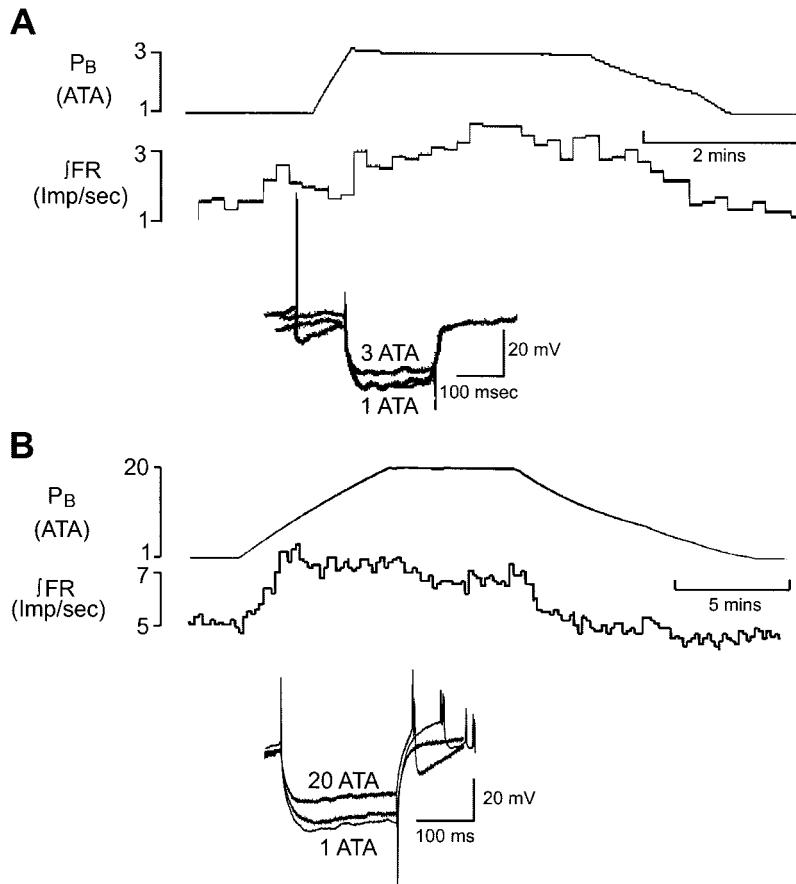 A
3
P_B
(ATA)
1
2 mins
3
∫FR
(Imp/sec)
1
3 ATA
20 mV
1 ATA
100 msec
B
20
P_B
(ATA)
1
7
∫FR
(Imp/sec)
5
5 mins
20 ATA
20 mV
1 ATA
100 ms